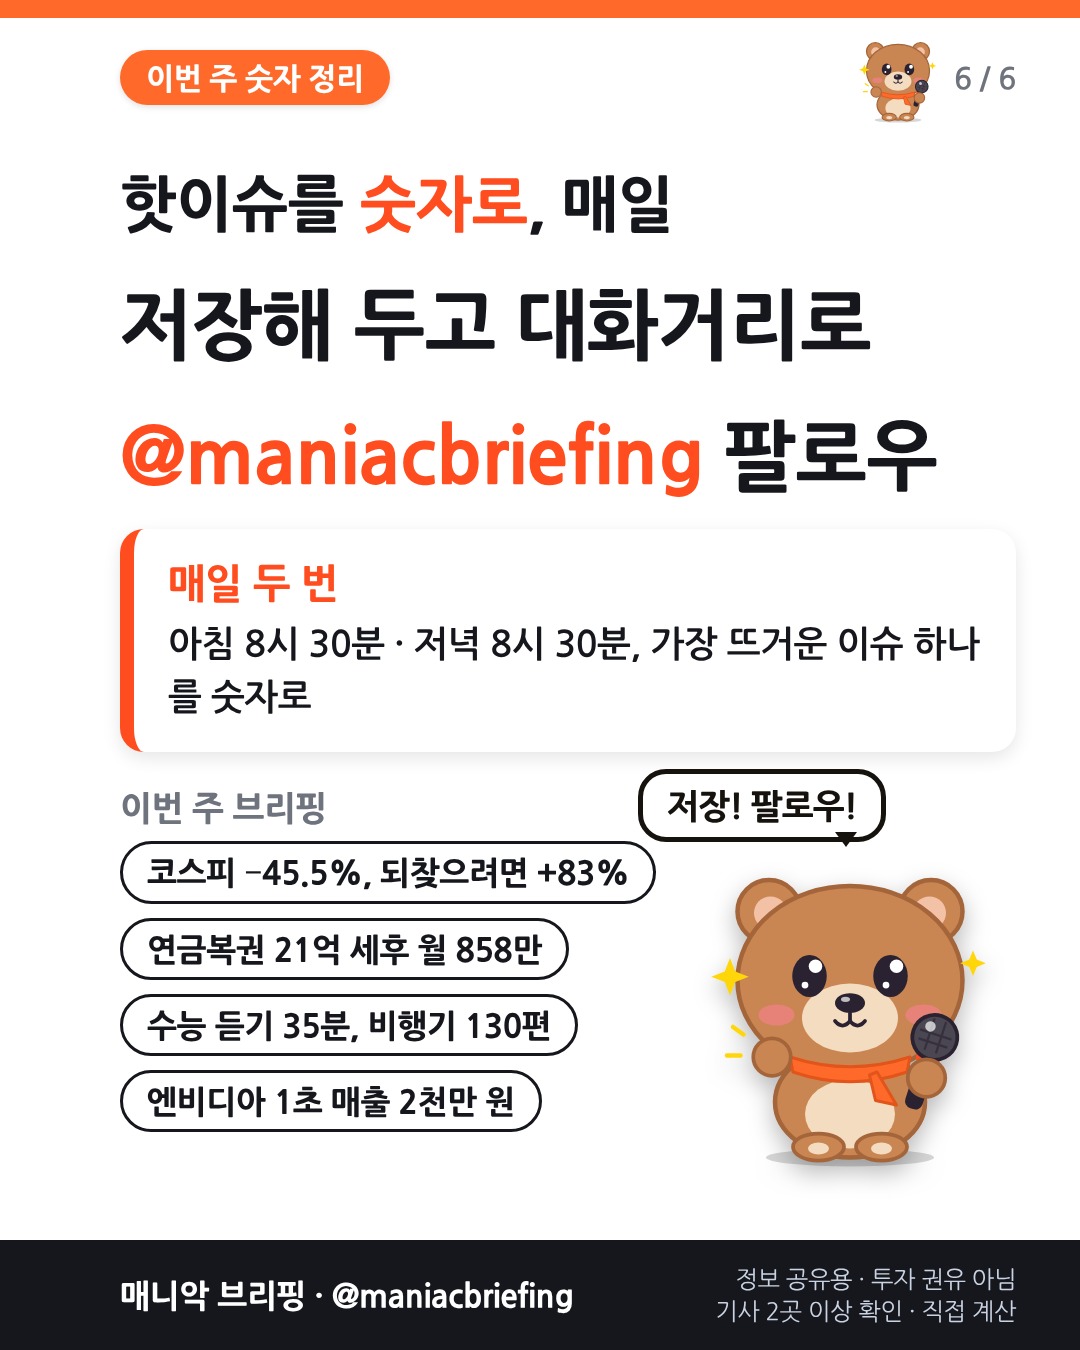 이번 주 숫자 정리
6 / 6
핫이슈를 숫자로, 매일
저장해 두고 대화거리로
@maniacbriefing 팔로우
매일 두 번
아침 8시 30분 · 저녁 8시 30분, 가장 뜨거운 이슈 하나
를 숫자로
이번 주 브리핑
저장! 팔로우!
코스피 −45.5%, 되찾으려면 +83%
연금복권 21억 세후 월 858만
수능 듣기 35분, 비행기 130편
엔비디아 1초 매출 2천만 원
매니악 브리핑 · @maniacbriefing
정보 공유용 · 투자 권유 아님
기사 2곳 이상 확인 · 직접 계산